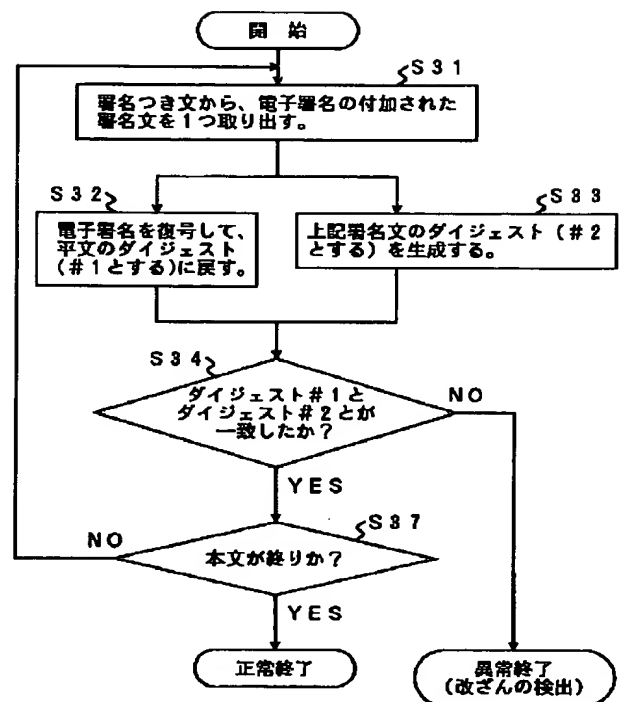 開 始
S31
署名つき文から、電子署名の付加された
署名文を1つ取り出す。
S32
電子署名を復号して、
平文のダイジェスト
(#1とする)に戻す。
S33
上記署名文のダイジェスト(#2
とする)を生成する。
S34
ダイジェスト#1と
ダイジェスト#2とが
一致したか?
NO
YES
S37
本文が終りか?
NO
YES
正常終了
異常終了
(改ざんの検出)